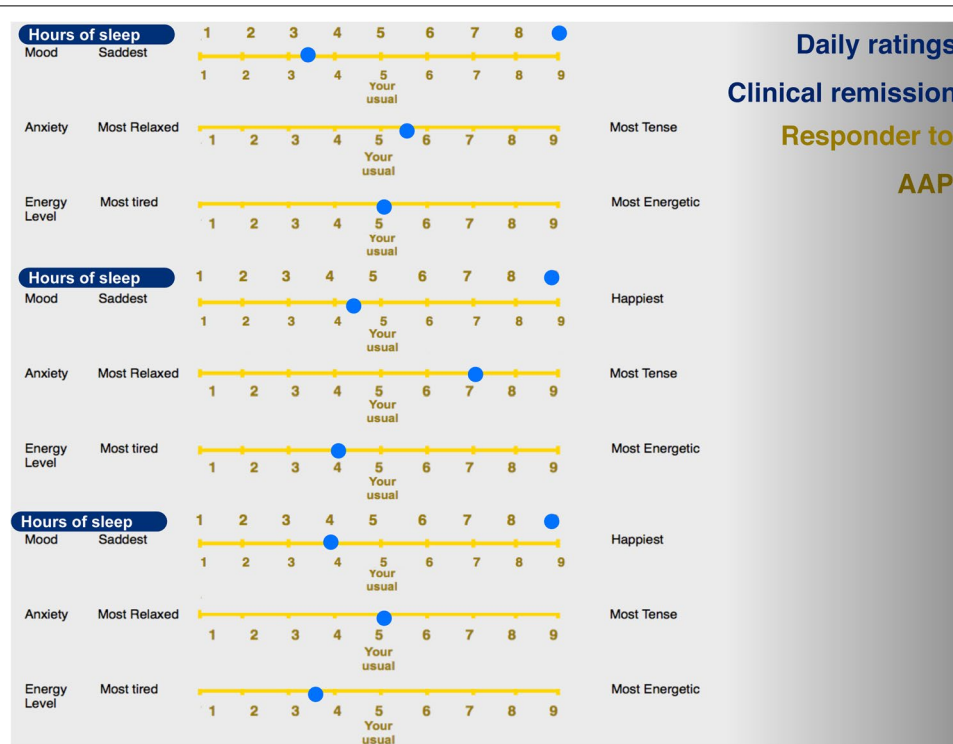 Hours of sleep 1 2 3 4 5 6 7 8
Mood Saddest
1 2 3 4 5 6 7 8 9
Your
usual
Anxiety Most Relaxed Most Tense
1 2 3 4 5 6 7 8 9
Your
usual
Energy Most tired Most Energetic
Level
1 2 3 4 5 6 7 8 9
Your
usual
Hours of sleep 1 2 3 4 5 6 7 8
Mood Saddest Happiest
1 2 3 4 5 6 7 8 9
Your
usual
Anxiety Most Relaxed Most Tense
1 2 3 4 5 6 7 8 9
Your
usual
Energy Most tired Most Energetic
Level
1 2 3 4 5 6 7 8 9
Your
usual
Hours of sleep 1 2 3 4 5 6 7 8
Mood Saddest Happiest
1 2 3 4 5 6 7 8 9
Your
usual
Anxiety Most Relaxed Most Tense
1 2 3 4 5 6 7 8 9
Your
usual
Energy Most tired Most Energetic
Level
1 2 3 4 5 6 7 8 9
Your
usual
Daily ratings
Clinical remission
Responder to
AAP